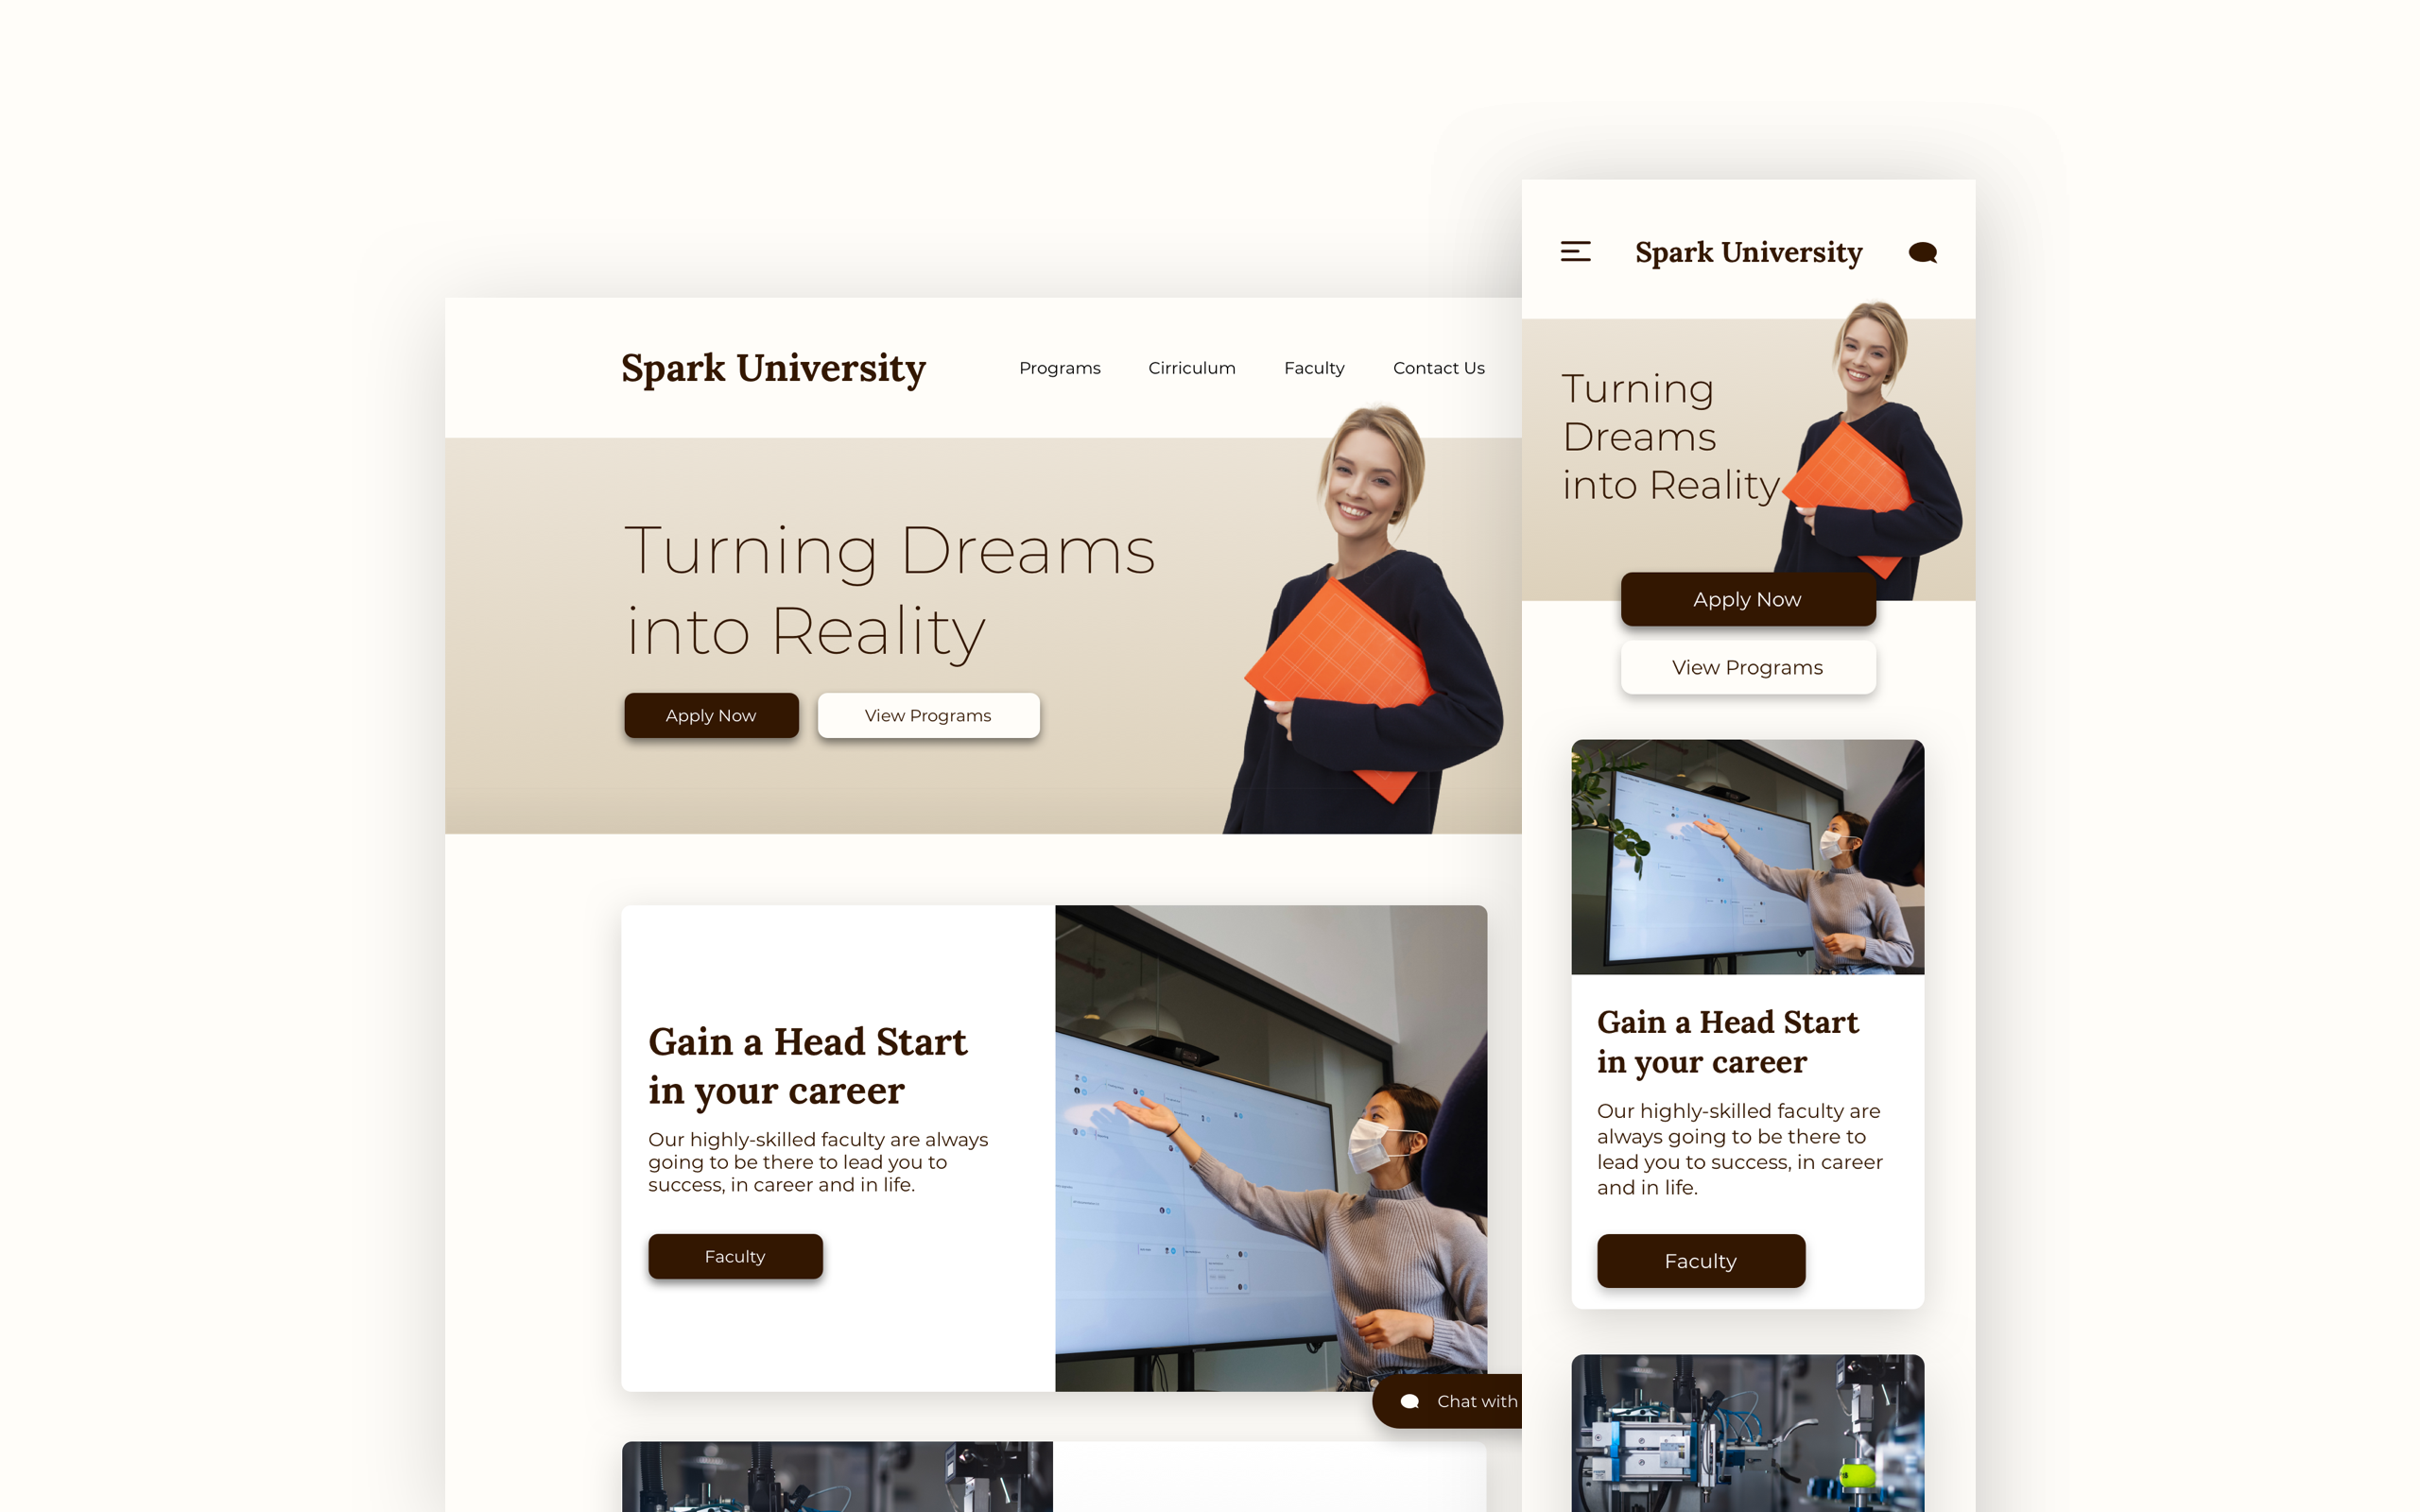 Spark University
Programs
Cirriculum
Faculty
Contact Us
Turning Dreams
into Reality
Apply Now
View Programs
Gain a Head Start
in your career
Our highly-skilled faculty are always
going to be there to lead you to
success, in career and in life.
Faculty
Chat with
Spark University
Turning
Dreams
into Reality
Apply Now
View Programs
Gain a Head Start
in your career
Our highly-skilled faculty are
always going to be there to
lead you to success, in career
and in life.
Faculty